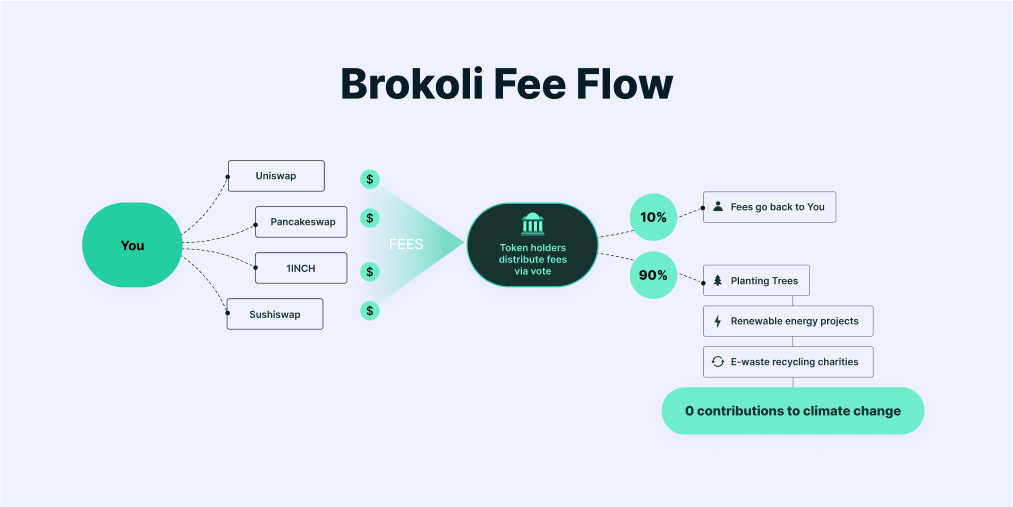 Brokoli Fee Flow
You
Uniswap
Pancakeswap
1INCH
Sushiswap
$
$
$
$
FEES
Token holders
distribute fees
via vote
10%
90%
Fees go back to You
Planting Trees
Renewable energy projects
E-waste recycling charities
0 contributions to climate change